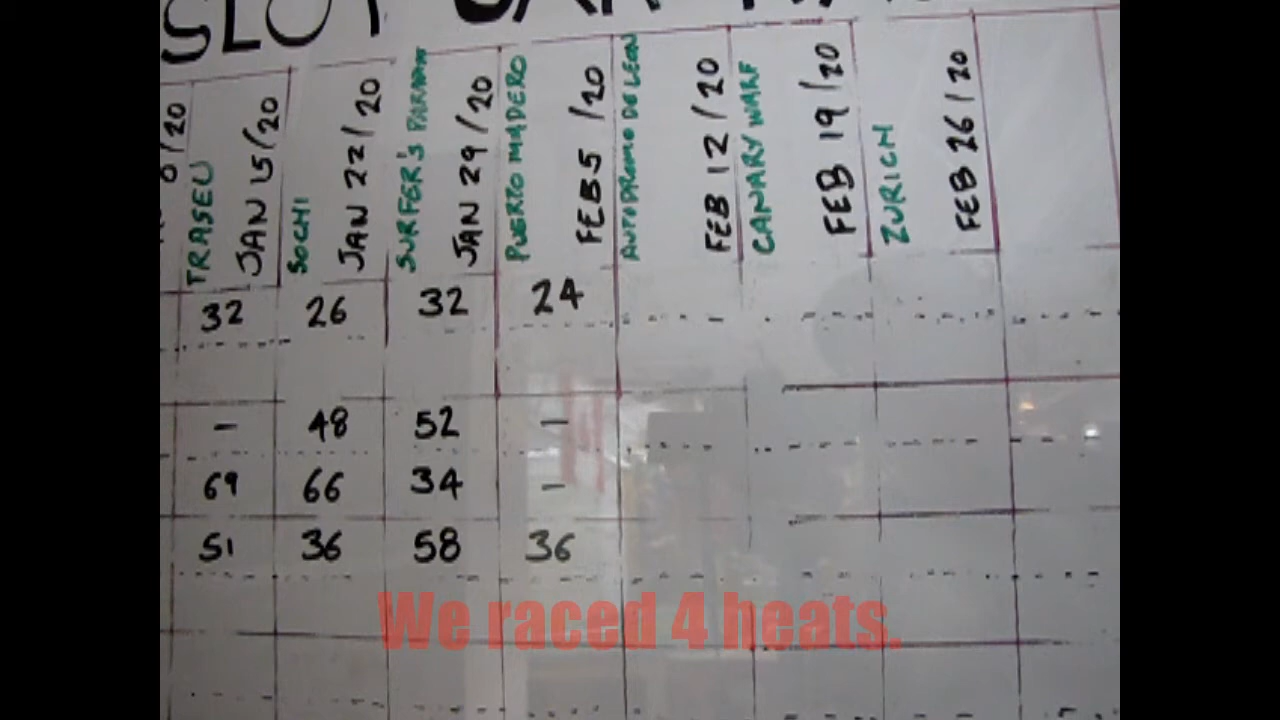 SLOT CAR
/20
TRASEU
JAN 15/20
SOCHI
JAN 22/20
SURFER'S PARADISE
JAN 29/20
PUERTO MADERO
FEB 5/20
AUTODROMO DE LEON
FEB 12/20
CANARY WARF
FEB 19/20
ZURICH
FEB 26/20
32 26 32 24
- 48 52 -
69 66 34 -
51 36 58 36
We raced 4 heats.